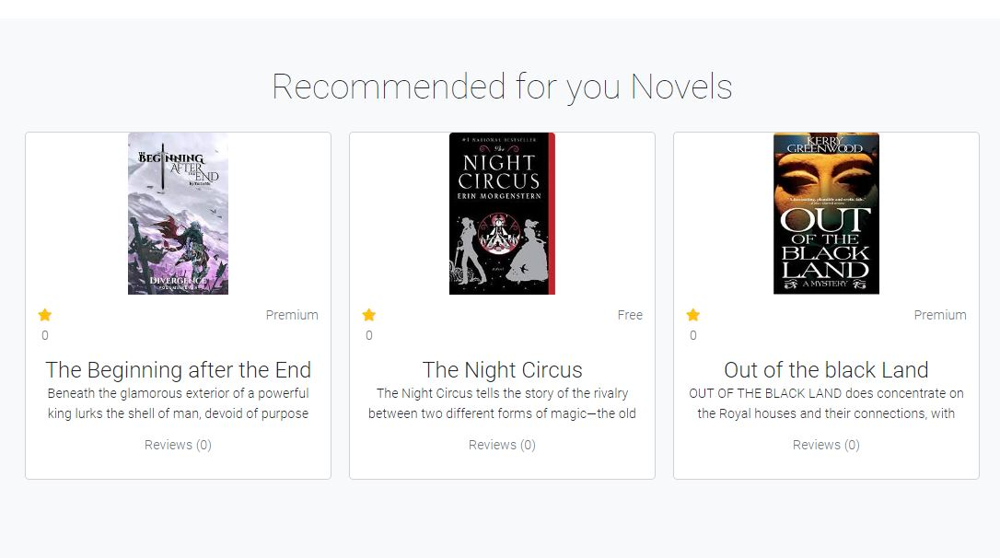 Recommended for you Novels
THE
BEGINNING
AFTER
THE
END
by TurtleMe
DIVERGENCE
Premium
0
The Beginning after the End
Beneath the glamorous exterior of a powerful
king lurks the shell of man, devoid of purpose
Reviews (0)
#1 NATIONAL BESTSELLER
The
NIGHT
CIRCUS
ERIN MORGENSTERN
a novel
Free
0
The Night Circus
The Night Circus tells the story of the rivalry
between two different forms of magic—the old
Reviews (0)
KERRY
GREENWOOD
OUT
OF THE
BLACK
LAND
A MYSTERY
Premium
0
Out of the black Land
OUT OF THE BLACK LAND does concentrate on
the Royal houses and their connections, with
Reviews (0)